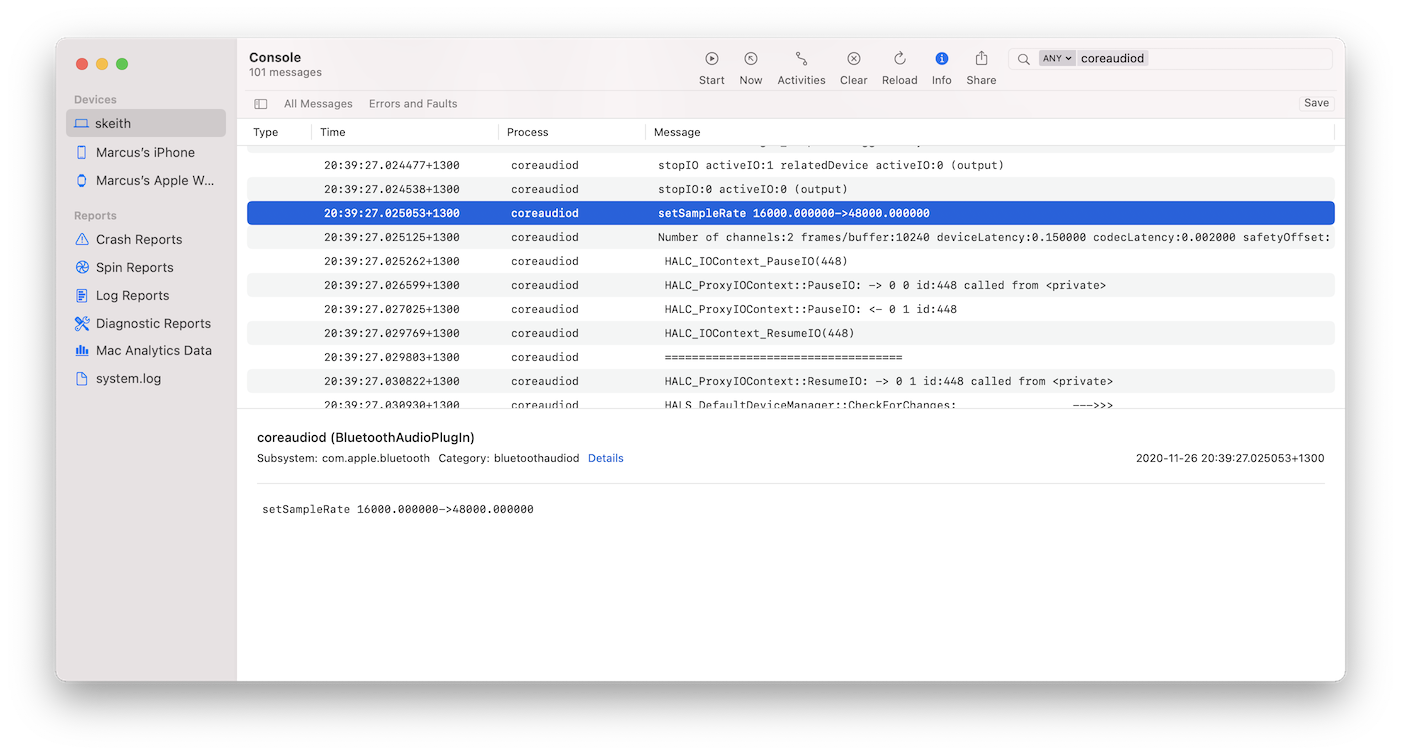 Console
101 messages
Start Now Activities Clear Reload Info Share
ANY coreaudiod
Devices
skeith
Marcus's iPhone
Marcus's Apple W...
Reports
Crash Reports
Spin Reports
Log Reports
Diagnostic Reports
Mac Analytics Data
system.log
All Messages Errors and Faults Save
Type Time Process Message
20:39:27.024477+1300 coreaudiod stopIO activeIO:1 relatedDevice activeIO:0 (output)
20:39:27.024538+1300 coreaudiod stopIO:0 activeIO:0 (output)
20:39:27.025053+1300 coreaudiod setSampleRate 16000.000000->48000.000000
20:39:27.025125+1300 coreaudiod Number of channels:2 frames/buffer:10240 deviceLatency:0.150000 codecLatency:0.002000 safetyOffset:
20:39:27.025262+1300 coreaudiod HALC_IOContext_PauseIO(448)
20:39:27.026599+1300 coreaudiod HALC_ProxyIOContext::PauseIO: -> 0 0 id:448 called from <private>
20:39:27.027025+1300 coreaudiod HALC_ProxyIOContext::PauseIO: <- 0 1 id:448
20:39:27.029769+1300 coreaudiod HALC_IOContext_ResumeIO(448)
20:39:27.029803+1300 coreaudiod ===================================
20:39:27.030822+1300 coreaudiod HALC_ProxyIOContext::ResumeIO: -> 0 1 id:448 called from <private>
20:39:27.030930+1300 coreaudiod HALS_DefaultDeviceManager::CheckForChanges: --->>>
coreaudiod (BluetoothAudioPlugIn)
Subsystem: com.apple.bluetooth Category: bluetoothaudiod Details 2020-11-26 20:39:27.025053+1300
setSampleRate 16000.000000->48000.000000